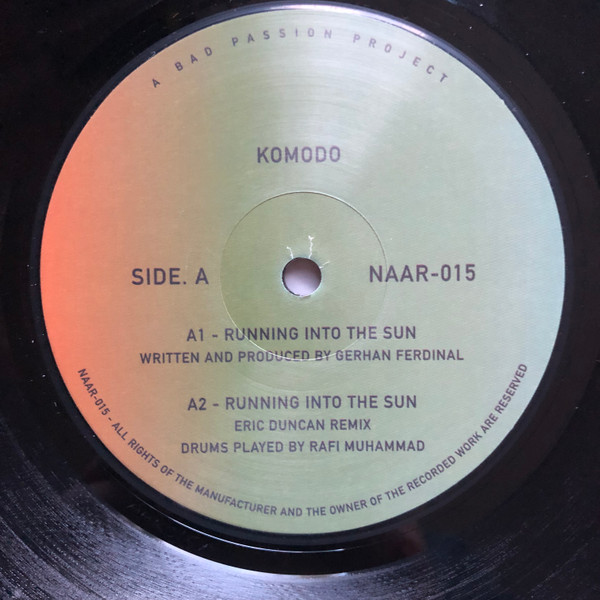 A BAD PASSION PROJECT
KOMODO
SIDE. A
NAAR-015
A1 - RUNNING INTO THE SUN
WRITTEN AND PRODUCED BY GERHAN FERDINAL
A2 - RUNNING INTO THE SUN
ERIC DUNCAN REMIX
DRUMS PLAYED BY RAFI MUHAMMAD
NAAR-015 - ALL RIGHTS OF THE MANUFACTURER AND THE OWNER OF THE RECORDED WORK ARE RESERVED